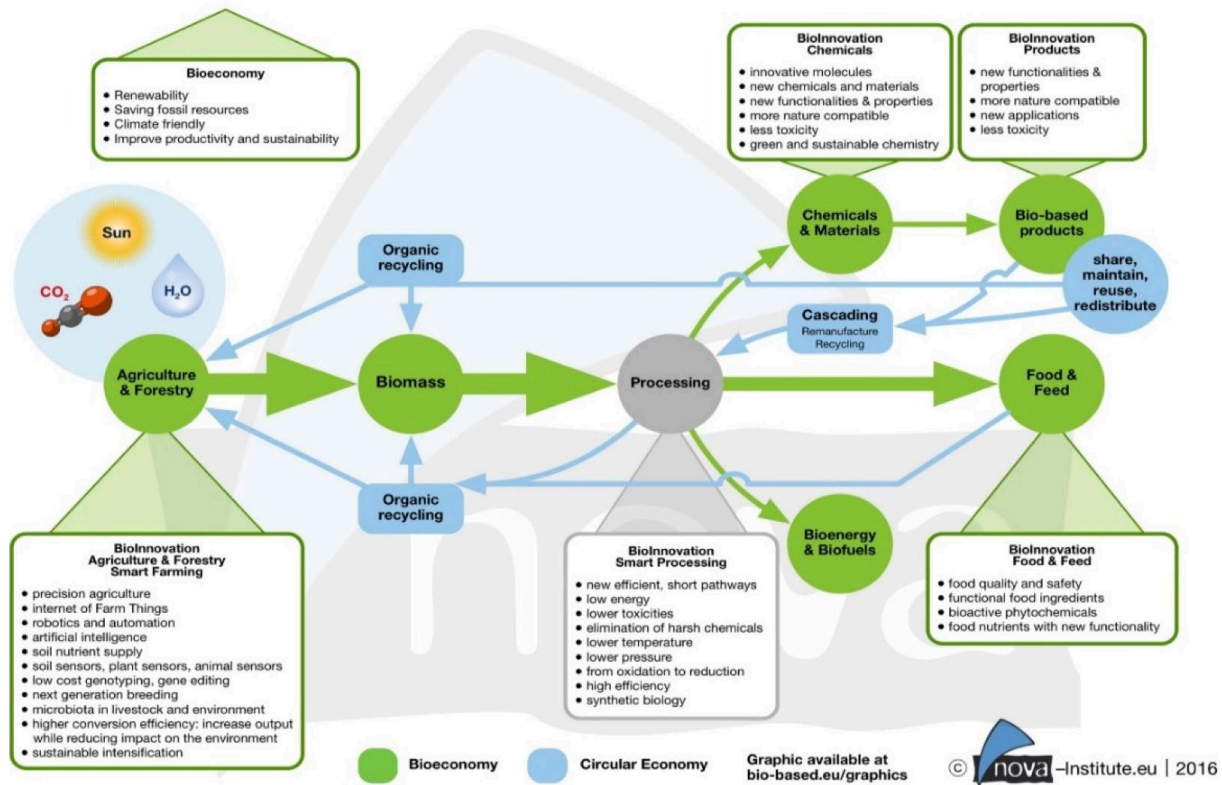 Bioeconomy
• Renewability
• Saving fossil resources
• Climate friendly
• Improve productivity and sustainability
BioInnovation
Chemicals
• innovative molecules
• new chemicals and materials
• new functionalities & properties
• more nature compatible
• less toxicity
• green and sustainable chemistry
BioInnovation
Products
• new functionalities &
properties
• more nature compatible
• new applications
• less toxicity
Sun
CO2
H2O
Organic
recycling
Chemicals
& Materials
Bio-based
products
share,
maintain,
reuse,
redistribute
Cascading
Remanufacture
Recycling
Agriculture
& Forestry
Biomass
Processing
Food &
Feed
Organic
recycling
Bioenergy
& Biofuels
nova
BioInnovation
Agriculture & Forestry
Smart Farming
• precision agriculture
• internet of Farm Things
• robotics and automation
• artificial intelligence
• soil nutrient supply
• soil sensors, plant sensors, animal sensors
• low cost genotyping, gene editing
• next generation breeding
• microbiota in livestock and environment
• higher conversion efficiency: increase output
while reducing impact on the environment
• sustainable intensification
BioInnovation
Smart Processing
• new efficient, short pathways
• low energy
• lower toxicities
• elimination of harsh chemicals
• lower temperature
• lower pressure
• from oxidation to reduction
• high efficiency
• synthetic biology
BioInnovation
Food & Feed
• food quality and safety
• functional food ingredients
• bioactive phytochemicals
• food nutrients with new functionality
Bioeconomy
Circular Economy
Graphic available at
bio-based.eu/graphics
© nova-Institute.eu | 2016